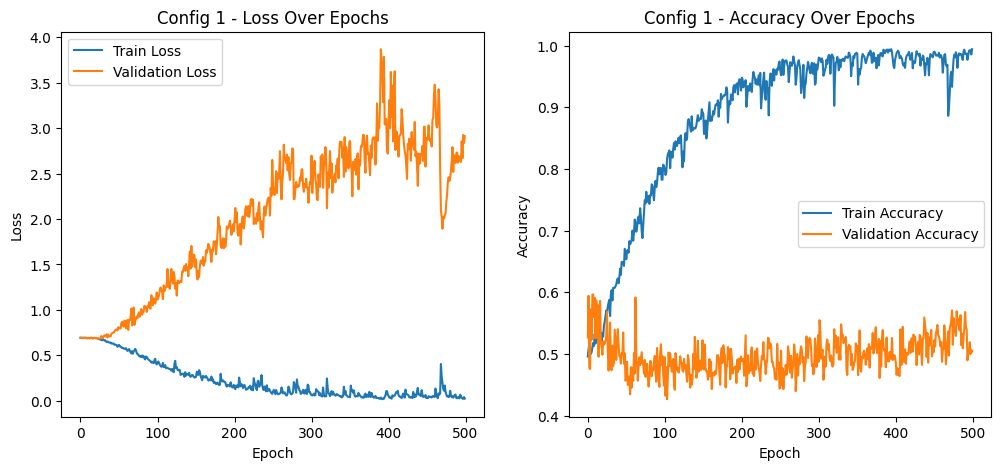 Config 1 - Loss Over Epochs
Train Loss
Validation Loss
4.0
3.5
3.0
2.5
2.0
1.5
1.0
0.5
0.0
Loss
0 100 200 300 400 500
Epoch
Config 1 - Accuracy Over Epochs
1.0
0.9
0.8
0.7
0.6
0.5
0.4
Accuracy
Train Accuracy
Validation Accuracy
0 100 200 300 400 500
Epoch